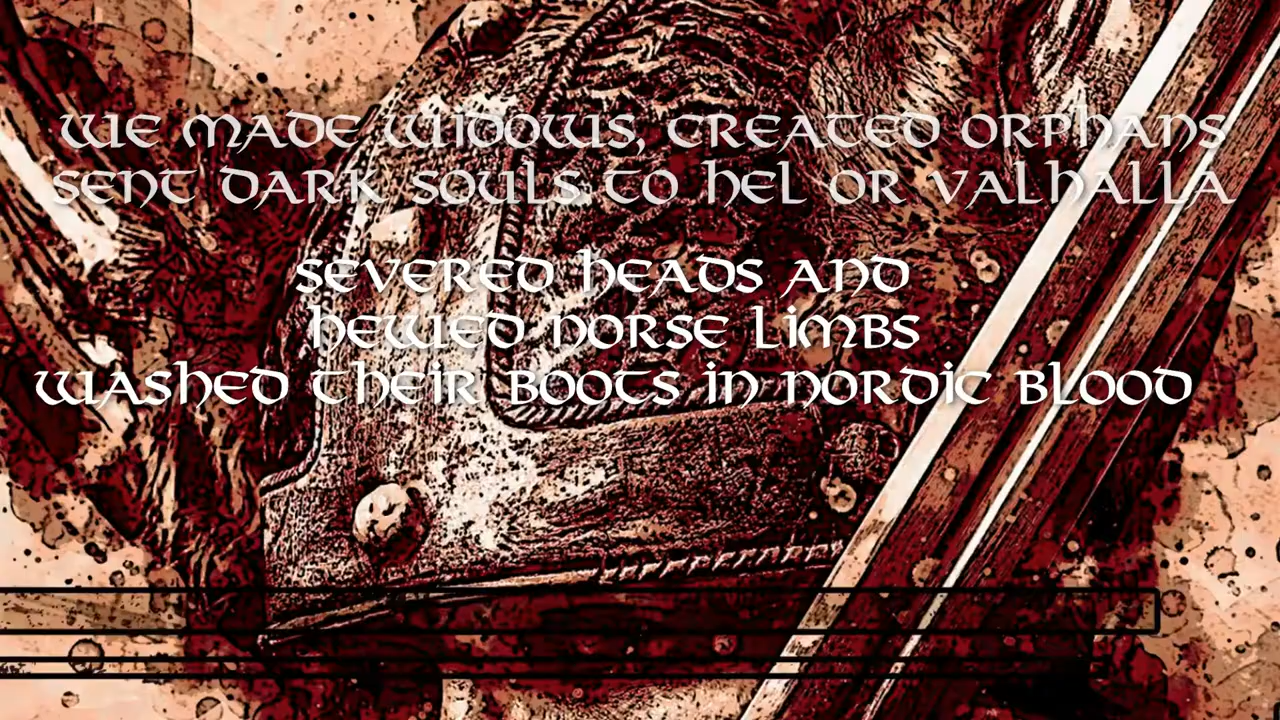 We made widows, created orphans
Sent dark souls to Hel or Valhalla
Severed heads and
hewed Norse limbs
Washed their boots in Nordic blood